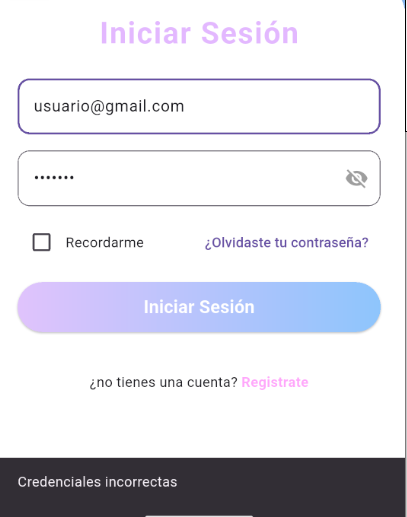 Iniciar Sesión
usuario@gmail.com
•••••••
Recordarme ¿Olvidaste tu contraseña?
Iniciar Sesión
¿no tienes una cuenta? Registrate
Credenciales incorrectas